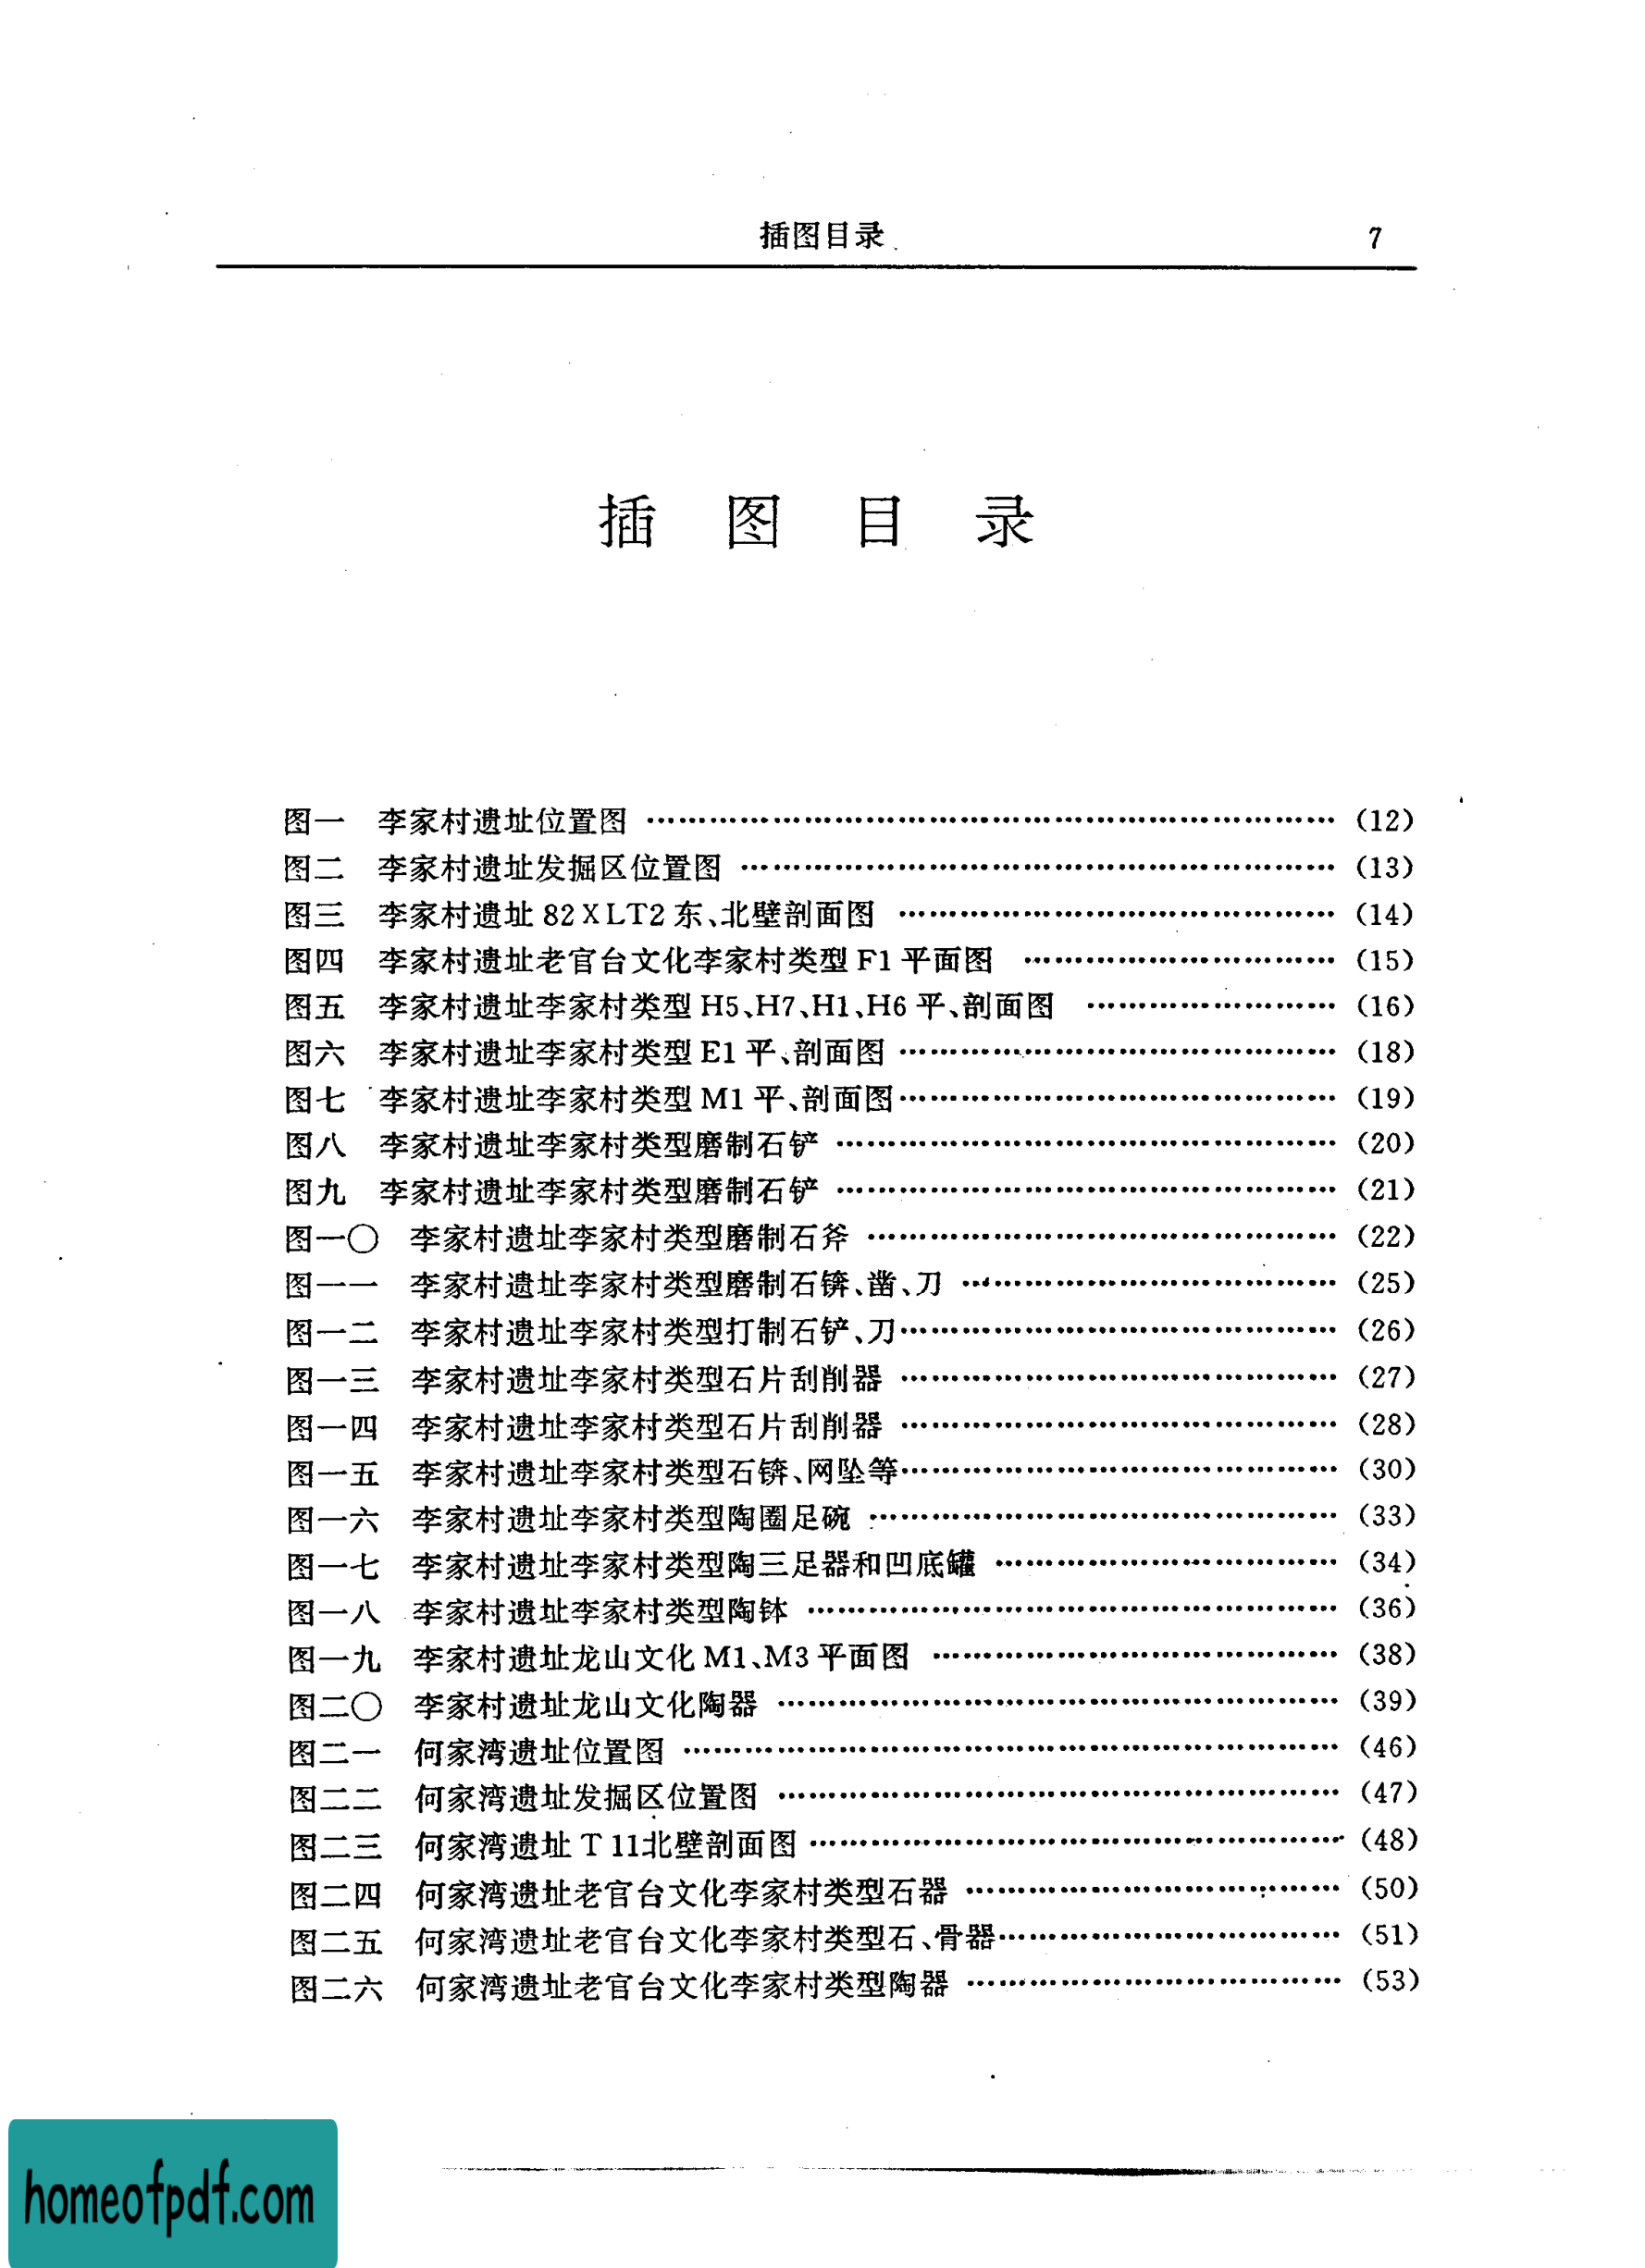 插图目录 7
插图目录
图一 李家村遗址位置图 …………………………………………………… (12)
图二 李家村遗址发掘区位置图 …………………………………………… (13)
图三 李家村遗址 82XLT2 东、北壁剖面图 ……………………………… (14)
图四 李家村遗址老官台文化李家村类型 F1 平面图 …………………… (15)
图五 李家村遗址李家村类型 H5、H7、H1、H6 平、剖面图 ……………… (16)
图六 李家村遗址李家村类型 E1 平、剖面图 …………………………… (18)
图七 李家村遗址李家村类型 M1 平、剖面图…………………………… (19)
图八 李家村遗址李家村类型磨制石铲 ………………………………… (20)
图九 李家村遗址李家村类型磨制石铲 ………………………………… (21)
图一〇 李家村遗址李家村类型磨制石斧 ……………………………… (22)
图一一 李家村遗址李家村类型磨制石锛、凿、刀 ……………………… (25)
图一二 李家村遗址李家村类型打制石铲、刀…………………………… (26)
图一三 李家村遗址李家村类型石片刮削器 …………………………… (27)
图一四 李家村遗址李家村类型石片刮削器 …………………………… (28)
图一五 李家村遗址李家村类型石锛、网坠等…………………………… (30)
图一六 李家村遗址李家村类型陶圈足碗 ……………………………… (33)
图一七 李家村遗址李家村类型陶三足器和凹底罐 …………………… (34)
图一八 李家村遗址李家村类型陶钵 …………………………………… (36)
图一九 李家村遗址龙山文化 M1、M3 平面图 ………………………… (38)
图二〇 李家村遗址龙山文化陶器 ……………………………………… (39)
图二一 何家湾遗址位置图 ……………………………………………… (46)
图二二 何家湾遗址发掘区位置图 ……………………………………… (47)
图二三 何家湾遗址 T11北壁剖面图 …………………………………… (48)
图二四 何家湾遗址老官台文化李家村类型石器 ……………………… (50)
图二五 何家湾遗址老官台文化李家村类型石、骨器…………………… (51)
图二六 何家湾遗址老官台文化李家村类型陶器 ……………………… (53)
homeofpdf.com